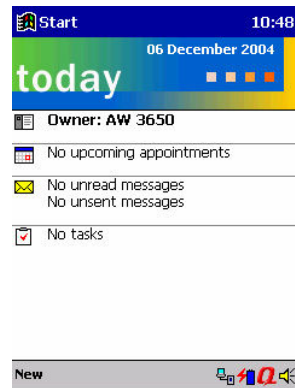 Start 10:48
06 December 2004
today
Owner: AW 3650
No upcoming appointments
No unread messages
No unsent messages
No tasks
New